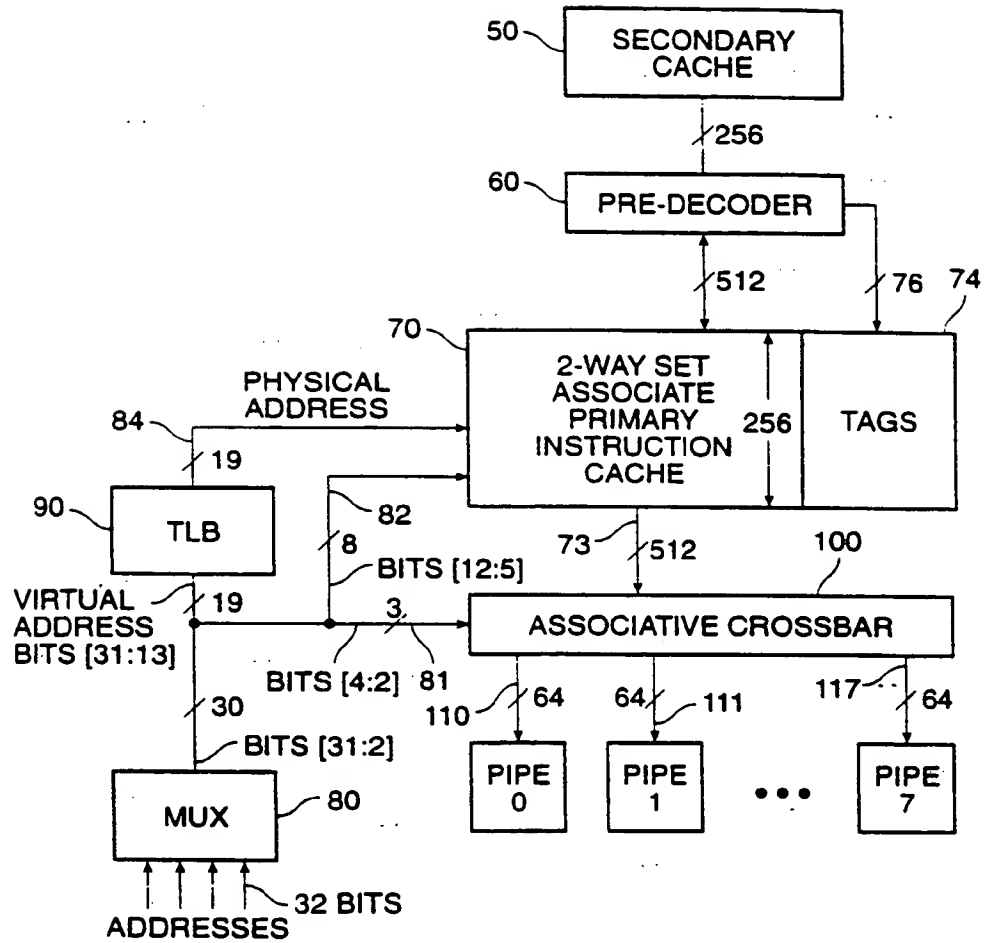 50
SECONDARY
CACHE
256
60
PRE-DECODER
512
76
74
70
2-WAY SET
ASSOCIATE
PRIMARY
INSTRUCTION
CACHE
256
TAGS
PHYSICAL
ADDRESS
84
19
90
TLB
82
8
BITS [12:5]
73
512
100
VIRTUAL
ADDRESS
BITS [31:13]
19
3
ASSOCIATIVE CROSSBAR
BITS [4:2]
81
110
64
64
111
117
64
30
BITS [31:2]
PIPE
0
PIPE
1
PIPE
7
MUX
80
32 BITS
ADDRESSES